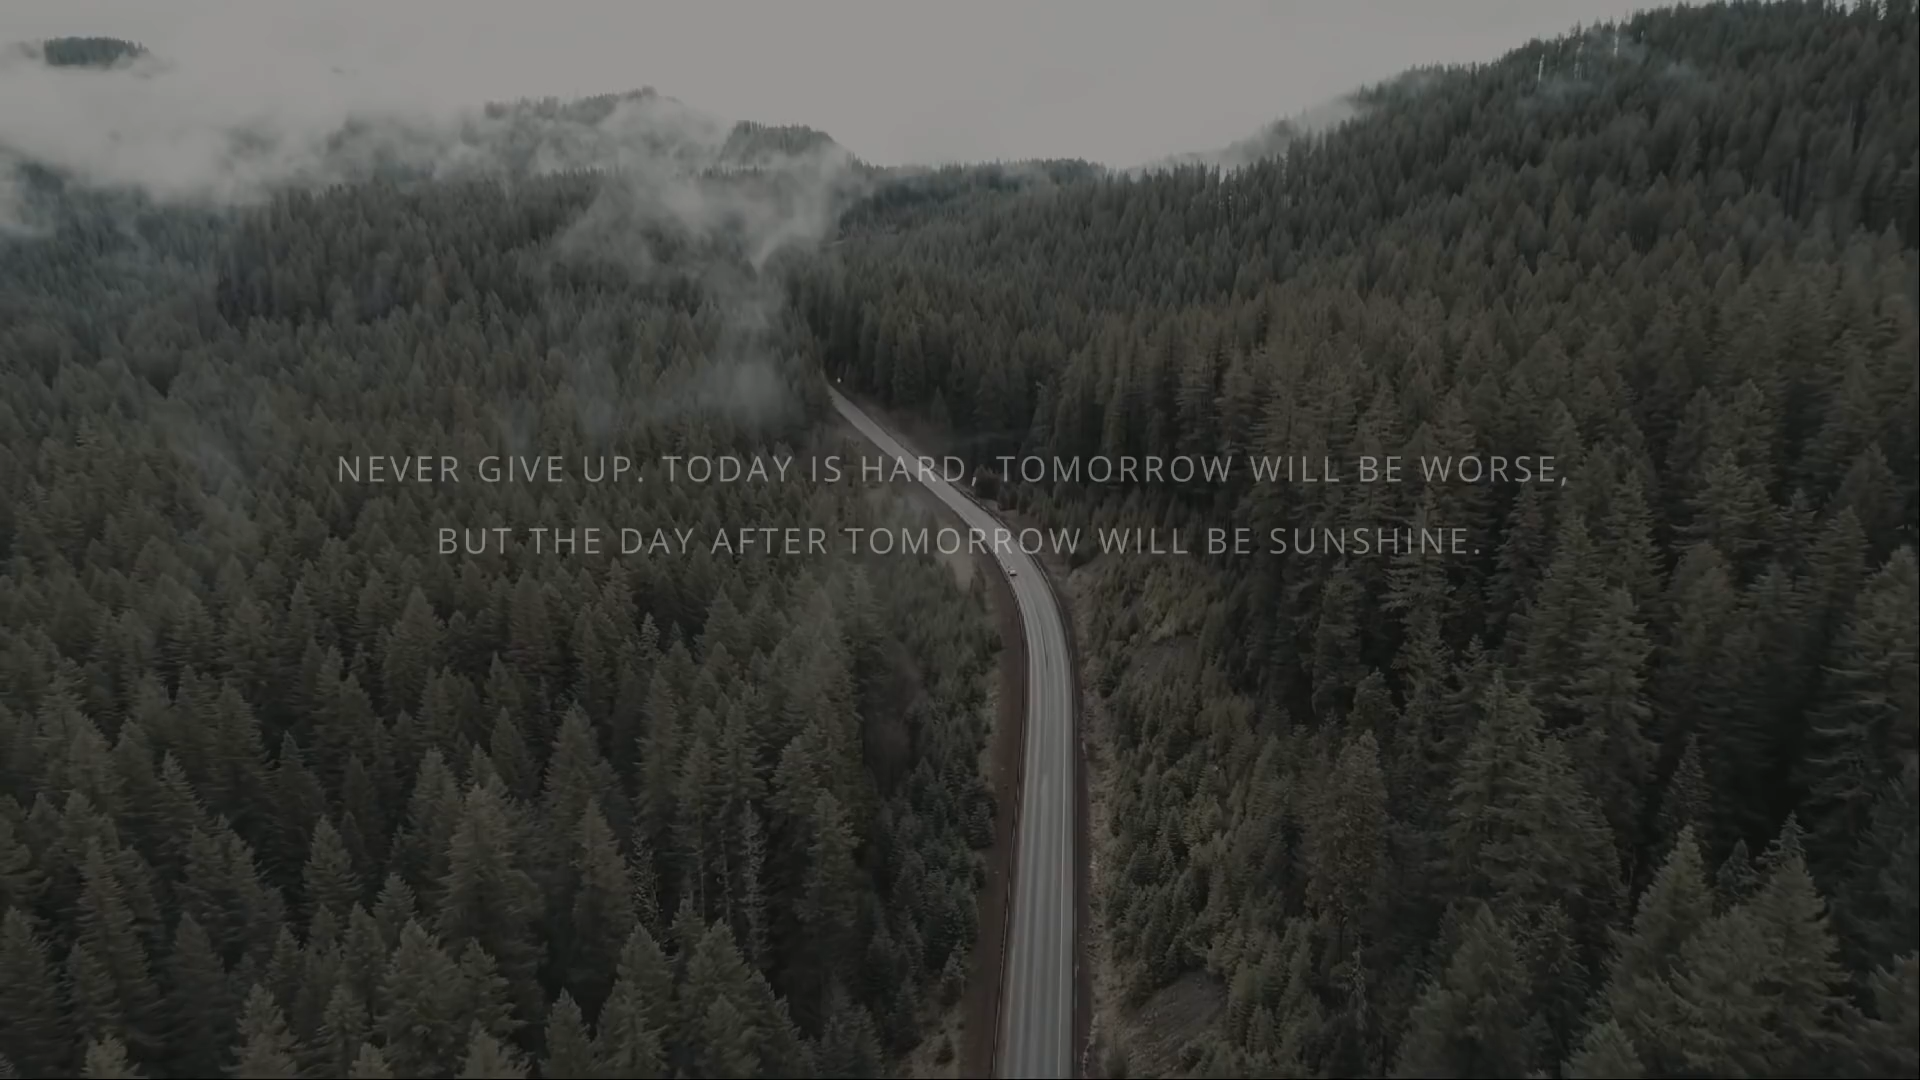 NEVER GIVE UP. TODAY IS HARD, TOMORROW WILL BE WORSE,
BUT THE DAY AFTER TOMORROW WILL BE SUNSHINE.